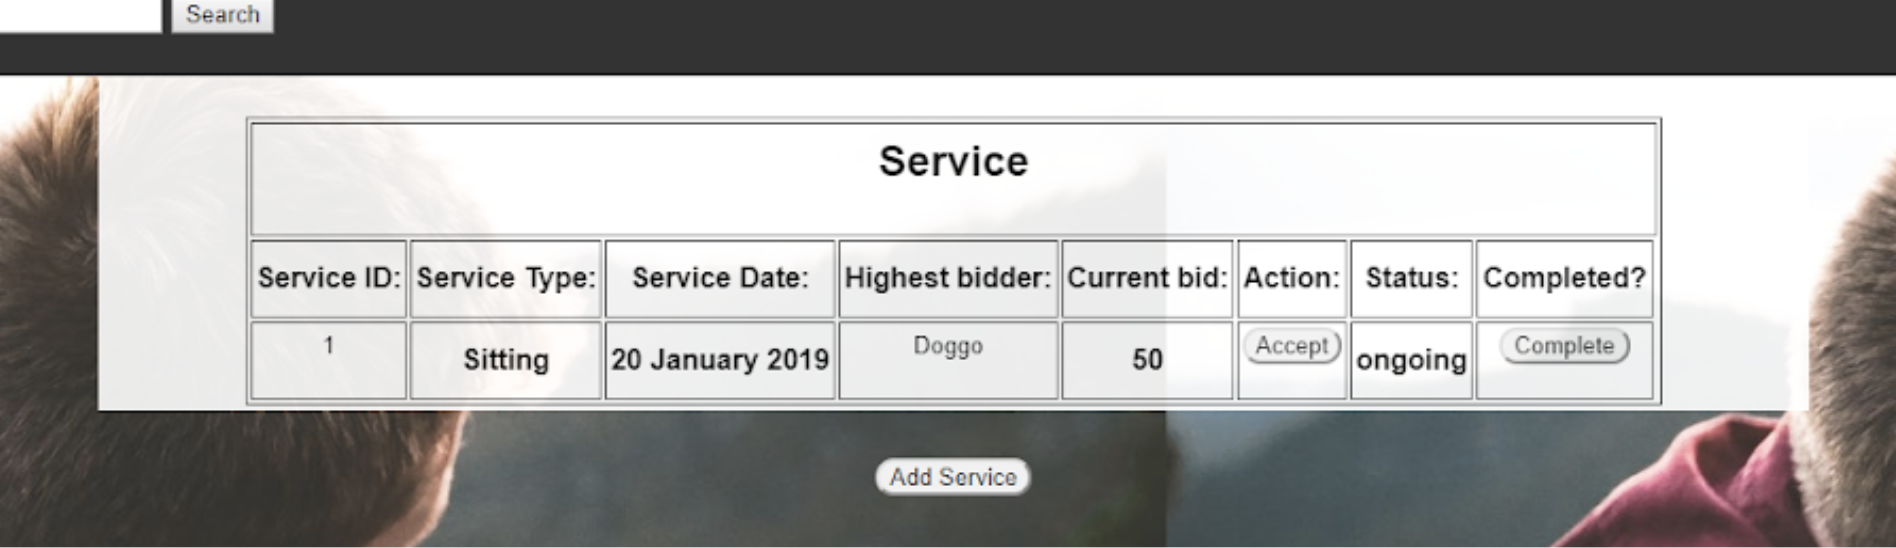 Search
Service
Service ID: Service Type: Service Date: Highest bidder: Current bid: Action: Status: Completed?
1 Sitting 20 January 2019 Doggo 50 Accept ongoing Complete
Add Service